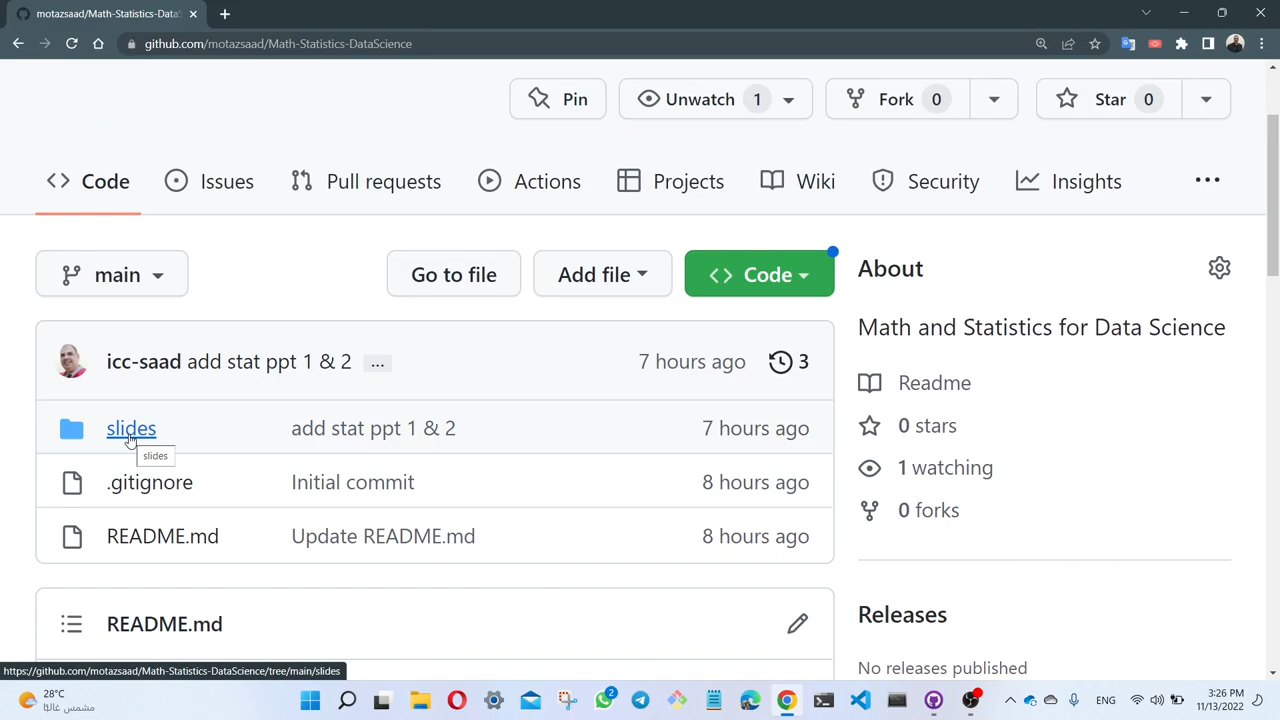 motazsaad/Math-Statistics-Data
github.com/motazsaad/Math-Statistics-DataScience
Pin
Unwatch 1
Fork 0
Star 0
Code
Issues
Pull requests
Actions
Projects
Wiki
Security
Insights
main
Go to file
Add file
Code
About
Math and Statistics for Data Science
icc-saad add stat ppt 1 & 2 ...
7 hours ago
3
Readme
slides
add stat ppt 1 & 2
7 hours ago
0 stars
slides
1 watching
.gitignore
Initial commit
8 hours ago
0 forks
README.md
Update README.md
8 hours ago
Releases
README.md
No releases published
https://github.com/motazsaad/Math-Statistics-DataScience/tree/main/slides
28°C
مشمس غالبًا
2
ENG
3:26 PM
11/13/2022